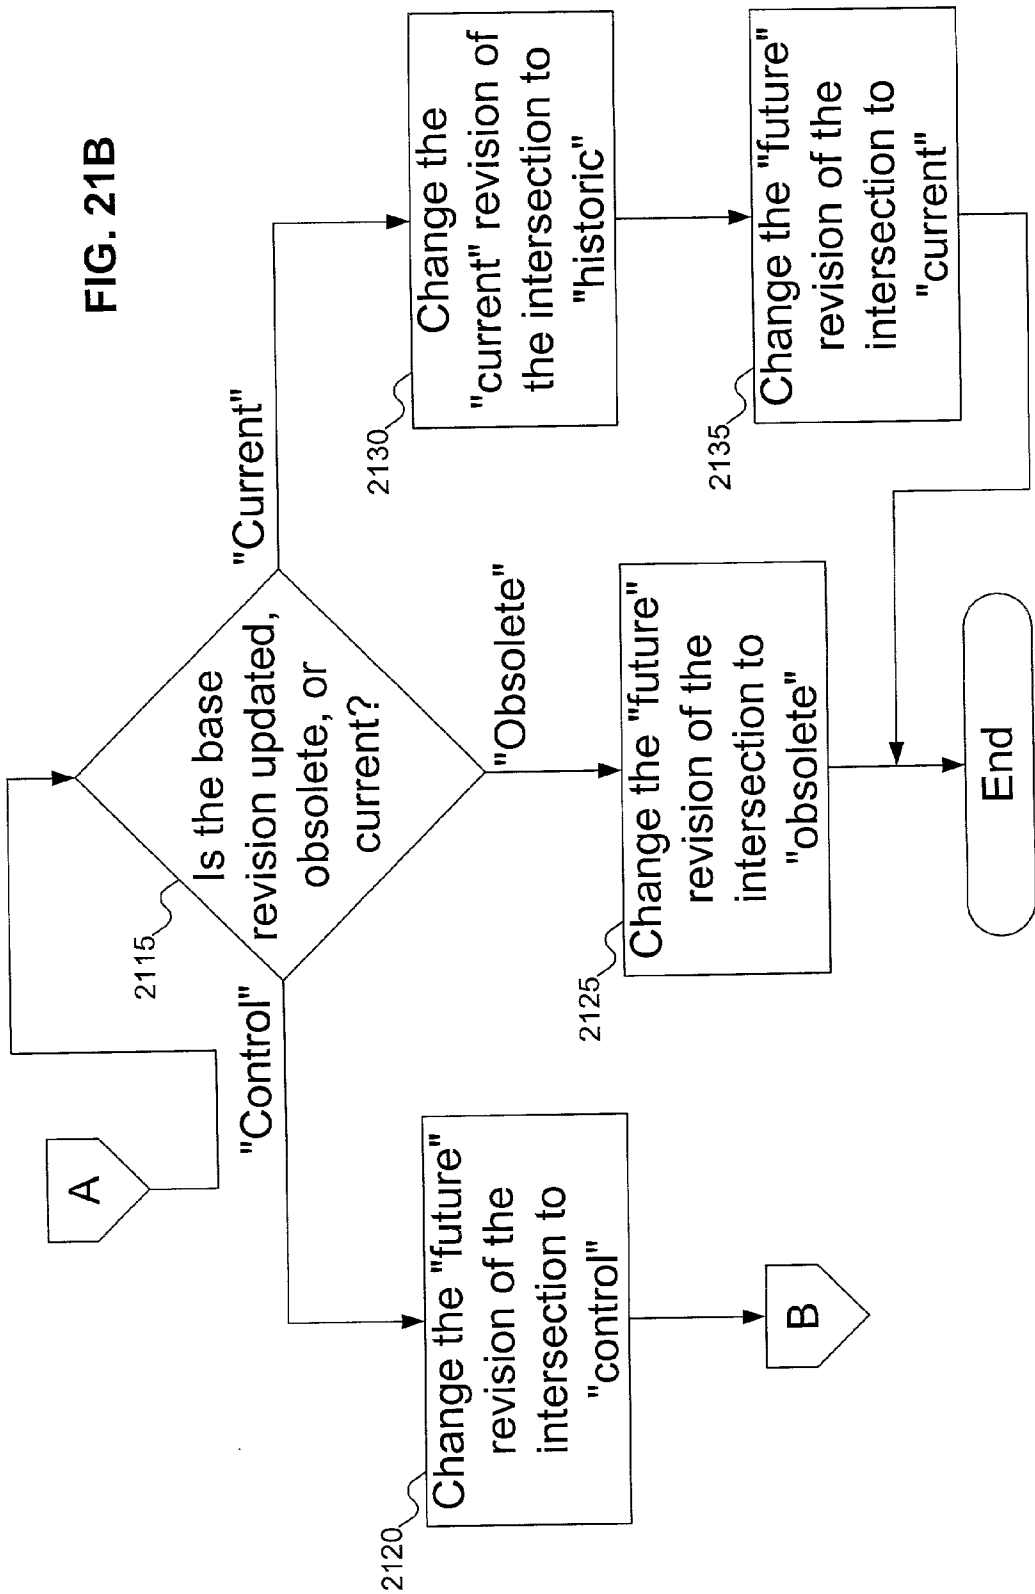 FIG. 21B
A
2115
Is the base
revision updated,
obsolete, or
current?
"Control"
"Obsolete"
"Current"
2120
Change the "future"
revision of the
intersection to
"control"
B
2125
Change the "future"
revision of the
intersection to
"obsolete"
2130
Change the
"current" revision of
the intersection to
"historic"
2135
Change the "future"
revision of the
intersection to
"current"
End